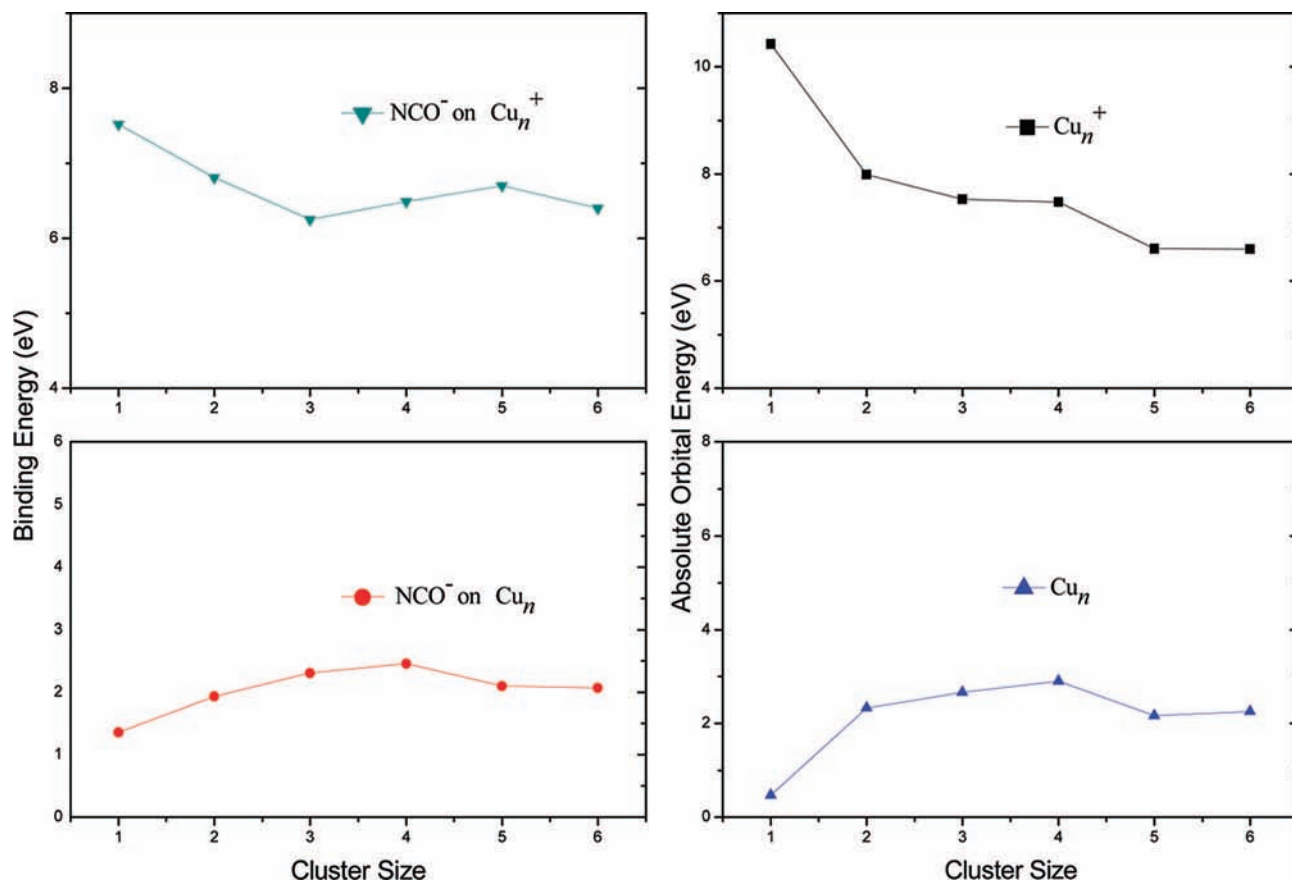 Binding Energy (eV)
8
6
4
1 2 3 4 5 6
NCO⁻ on Cuₙ⁺
6
5
4
3
2
1
0
1 2 3 4 5 6
NCO⁻ on Cuₙ
Cluster Size
Absolute Orbital Energy (eV)
10
8
6
4
1 2 3 4 5 6
Cuₙ⁺
8
6
4
2
0
1 2 3 4 5 6
Cuₙ
Cluster Size